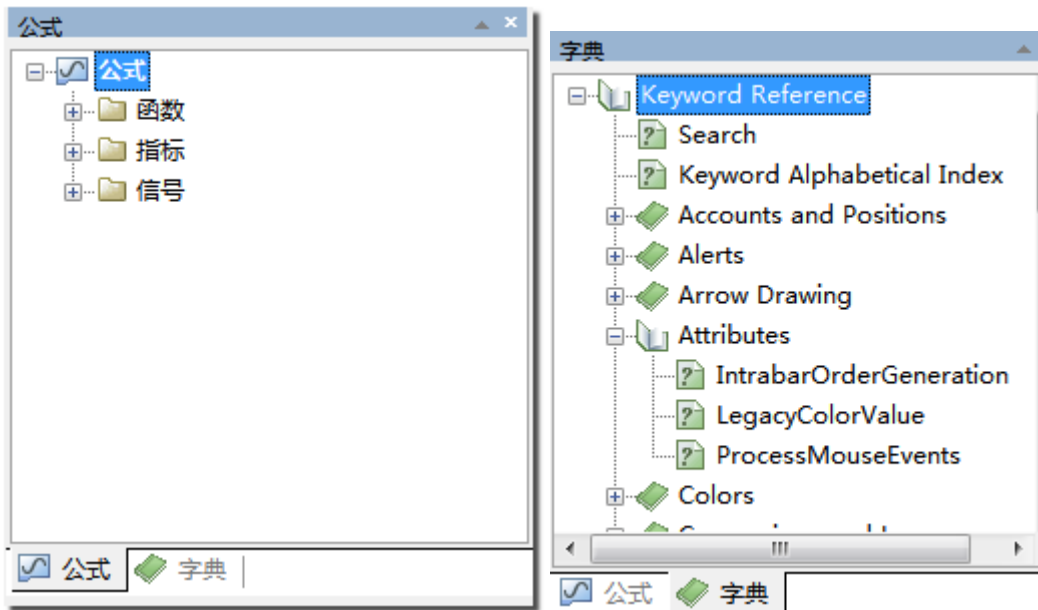 公式
公式
函数
指标
信号
公式 字典
字典
Keyword Reference
Search
Keyword Alphabetical Index
Accounts and Positions
Alerts
Arrow Drawing
Attributes
IntrabarOrderGeneration
LegacyColorValue
ProcessMouseEvents
Colors
公式 字典